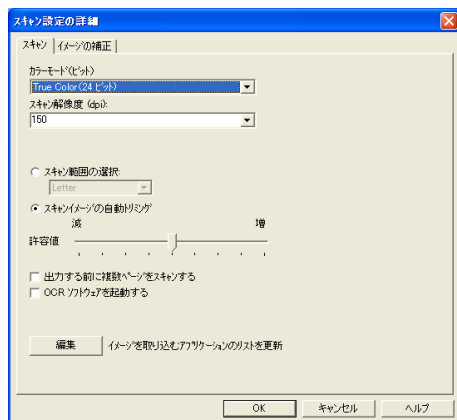 スキャン設定の詳細
スキャン イメージの補正
カラーモード(ビット)
True Color(24 ビット)
スキャン解像度 (dpi):
150
スキャン範囲の選択:
Letter
スキャンイメージの自動トリミング
減 増
許容値
出力する前に複数ページをスキャンする
OCR ソフトウェアを起動する
編集 イメージを取り込むアプリケーションのリストを更新
OK キャンセル ヘルプ